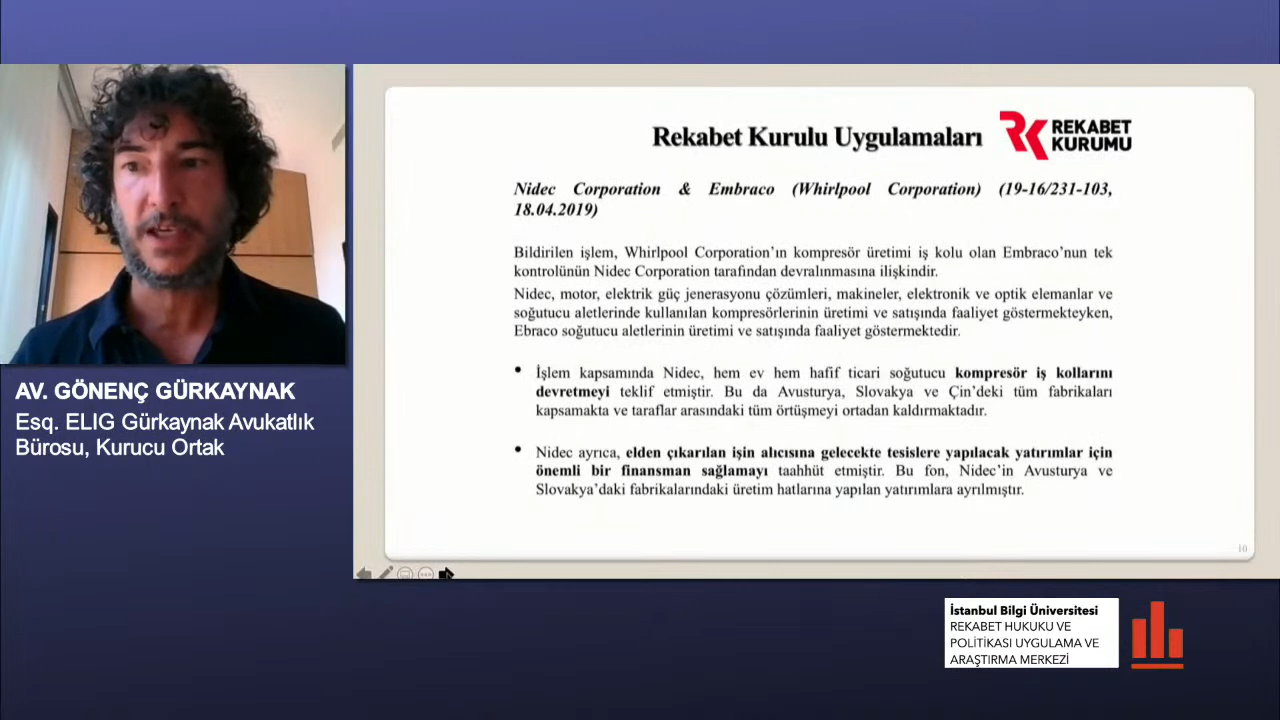 Rekabet Kurulu Uygulamaları
REKABET
KURUMU
Nidec Corporation & Embraco (Whirlpool Corporation) (19-16/231-103,
18.04.2019)
Bildirilen işlem, Whirlpool Corporation’ın kompresör üretimi iş kolu olan Embraco’nun tek
kontrolünün Nidec Corporation tarafından devralınmasına ilişkindir.
Nidec, motor, elektrik güç jenerasyonu çözümleri, makineler, elektronik ve optik elemanlar ve
soğutucu aletlerinde kullanılan kompresörlerinin üretimi ve satışında faaliyet göstermekteyken,
Ebraco soğutucu aletlerinin üretimi ve satışında faaliyet göstermektedir.
• İşlem kapsamında Nidec, hem ev hem hafif ticari soğutucu kompresör iş kollarını
devretmeyi teklif etmiştir. Bu da Avusturya, Slovakya ve Çin’deki tüm fabrikaları
kapsamakta ve taraflar arasındaki tüm örtüşmeyi ortadan kaldırmaktadır.
• Nidec ayrıca, elden çıkarılan işin alıcısına gelecekte tesislere yapılacak yatırımlar için
önemli bir finansman sağlamayı taahhüt etmiştir. Bu fon, Nidec’in Avusturya ve
Slovakya’daki fabrikalarındaki üretim hatlarına yapılan yatırımlara ayrılmıştır.
10
AV. GÖNENÇ GÜRKAYNAK
Esq. ELIG Gürkaynak Avukatlık
Bürosu, Kurucu Ortak
İstanbul Bilgi Üniversitesi
REKABET HUKUKU VE
POLİTİKASI UYGULAMA VE
ARAŞTIRMA MERKEZİ